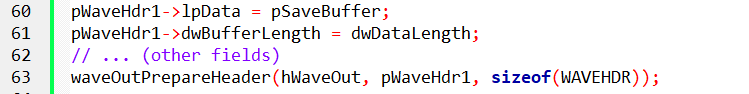 60 pWaveHdr1->lpData = pSaveBuffer;
61 pWaveHdr1->dwBufferLength = dwDataLength;
62 // ... (other fields)
63 waveOutPrepareHeader(hWaveOut, pWaveHdr1, sizeof(WAVEHDR));